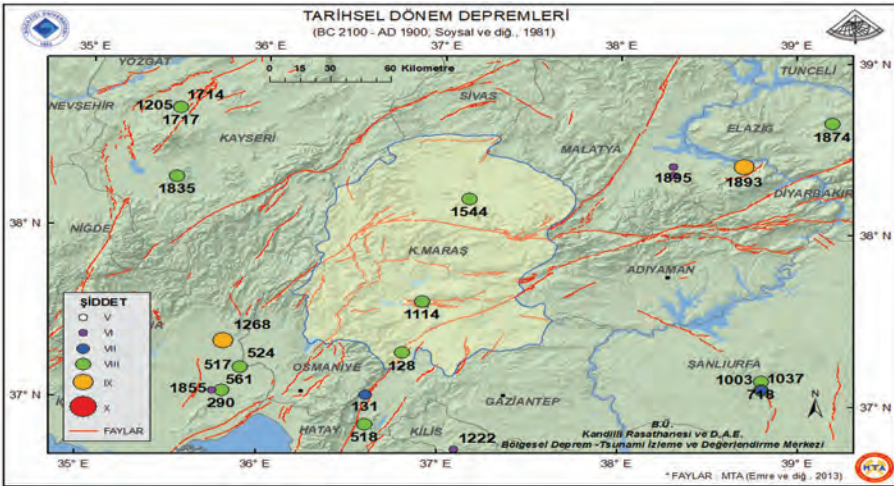 TARİHSEL DÖNEM DEPREMLERİ
(BC 2100 - AD 1900; Soysal ve diğ., 1981)
35° E
36° E
37° E
38° E
39° E
0 15 30 60 Kilometre
YOZGAT
39° N
39° N
TUNCELİ
NEVŞEHİR
1714
1205
1717
SİVAS
KAYSERİ
ELAZIĞ
1874
MALATYA
1895
1893
DİYARBAKIR
1835
1544
38° N
38° N
NİĞDE
K.MARAŞ
ADIYAMAN
ŞİDDET
V
VI
VII
VIII
IX
X
FAYLAR
1114
1268
517
524
561
1855
290
OSMANİYE
128
131
518
HATAY
KİLİS
1222
GAZİANTEP
ŞANLIURFA
1003
1037
718
37° N
37° N
N
B.Ü.
Kandilli Rasathanesi ve D.A.E.
Bölgesel Deprem -Tsunami İzleme ve Değerlendirme Merkezi
35° E
36° E
37° E
38° E
39° E
* FAYLAR : MTA (Emre ve diğ., 2013)
MTA